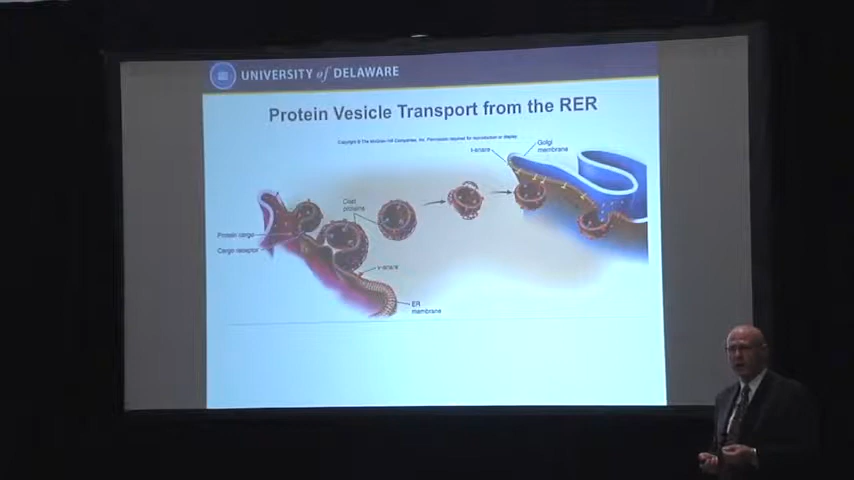 UNIVERSITY of DELAWARE
Protein Vesicle Transport from the RER
Copyright © The McGraw-Hill Companies, Inc. Permission required for reproduction or display
t-snare
Golgi
membrane
Coat
proteins
Protein cargo
Cargo receptor
v-snare
ER
membrane